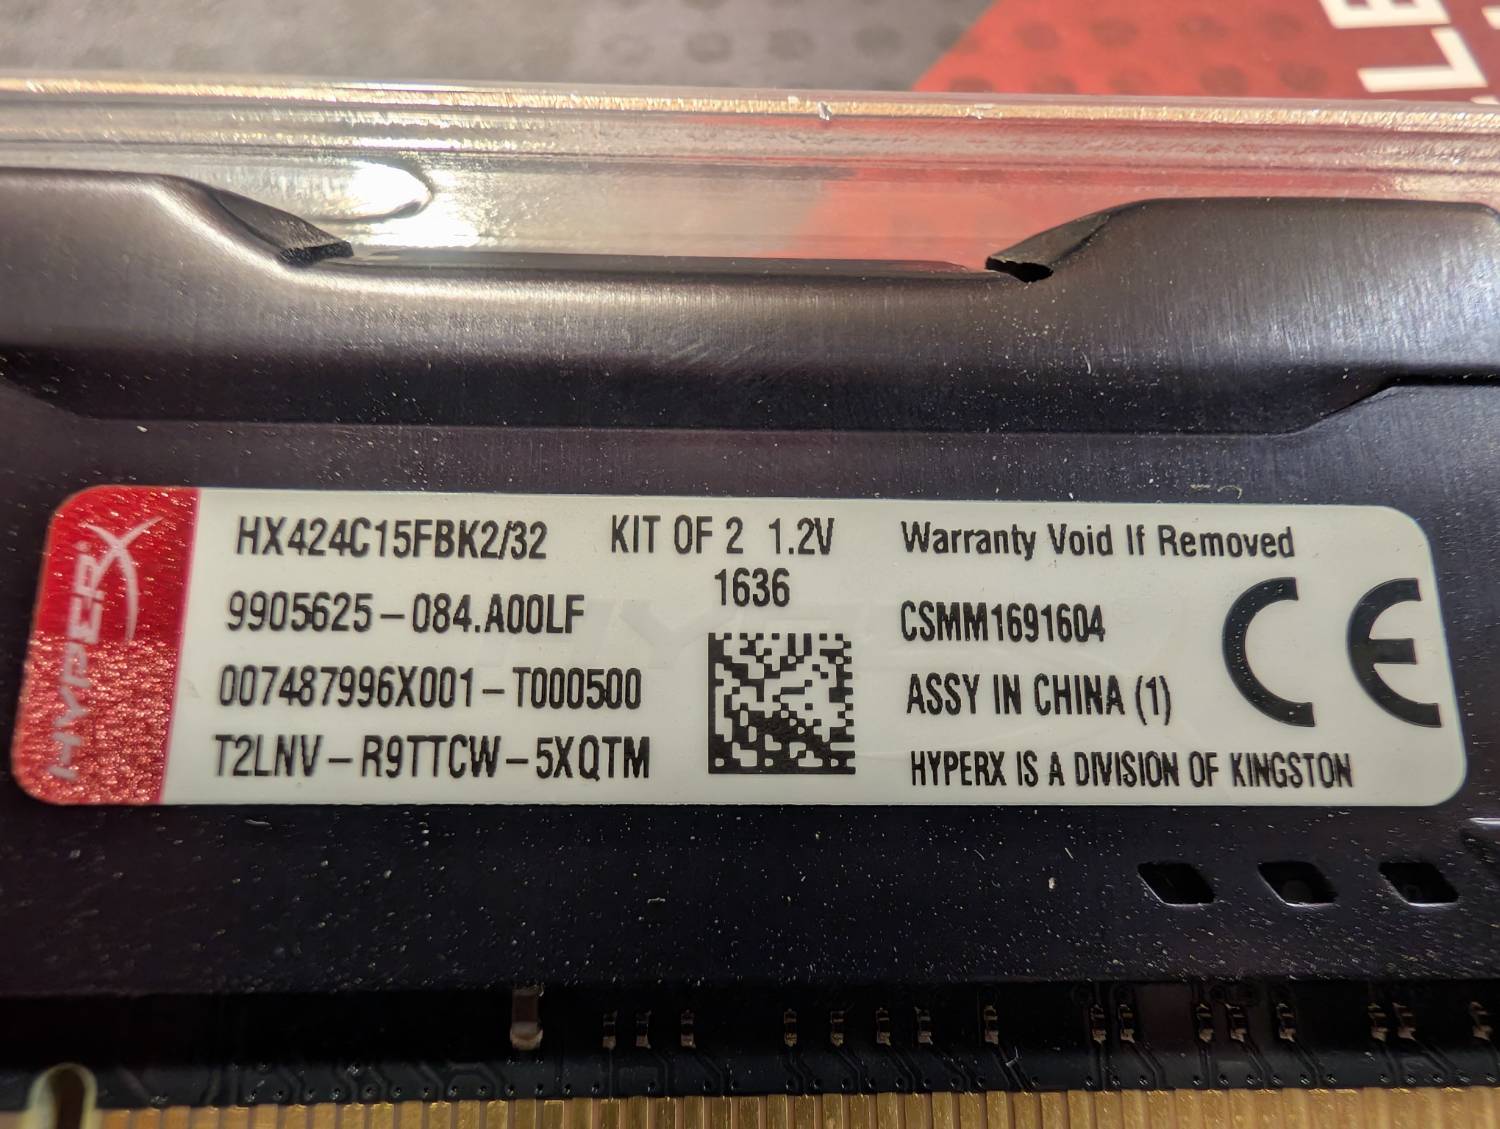 HYPERX
HX424C15FBK2/32 KIT OF 2 1.2V Warranty Void If Removed
1636
9905625-084.A00LF CSMM1691604
007487996X001-T000500 ASSY IN CHINA (1)
T2LNV-R9TTCW-5XQTM HYPERX IS A DIVISION OF KINGSTON
CE